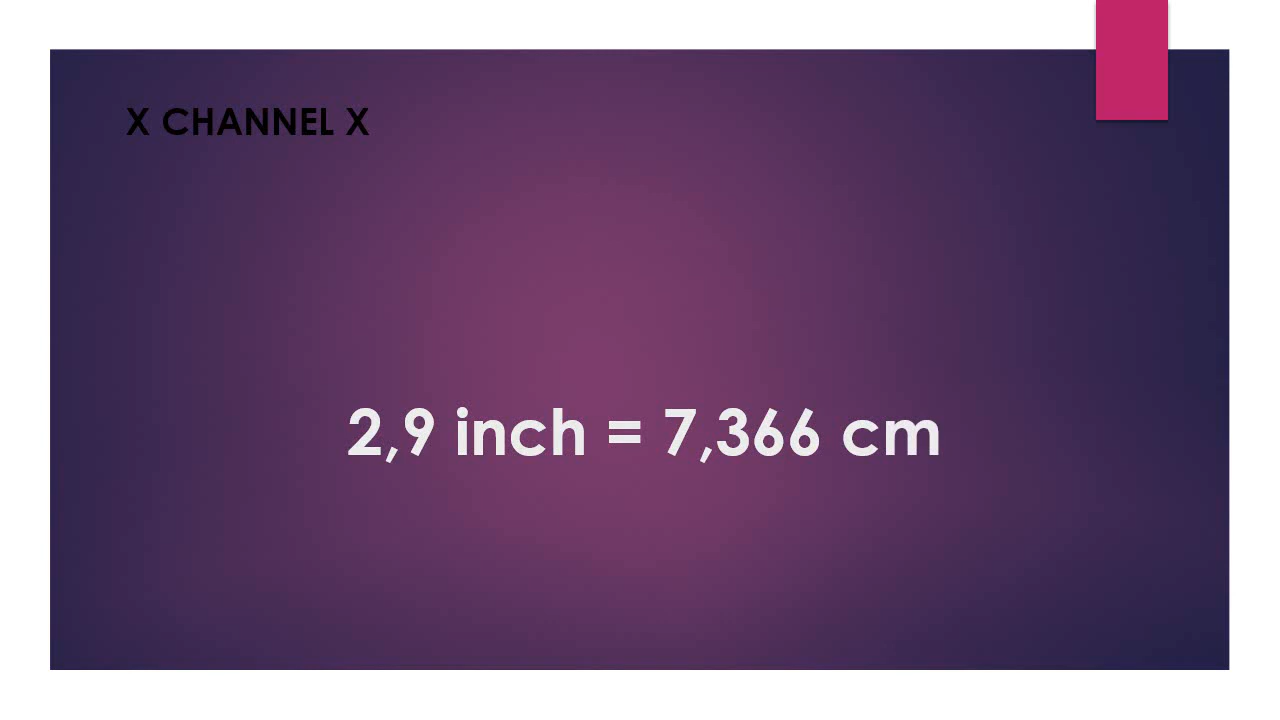 X CHANNEL X
2,9 inch = 7,366 cm